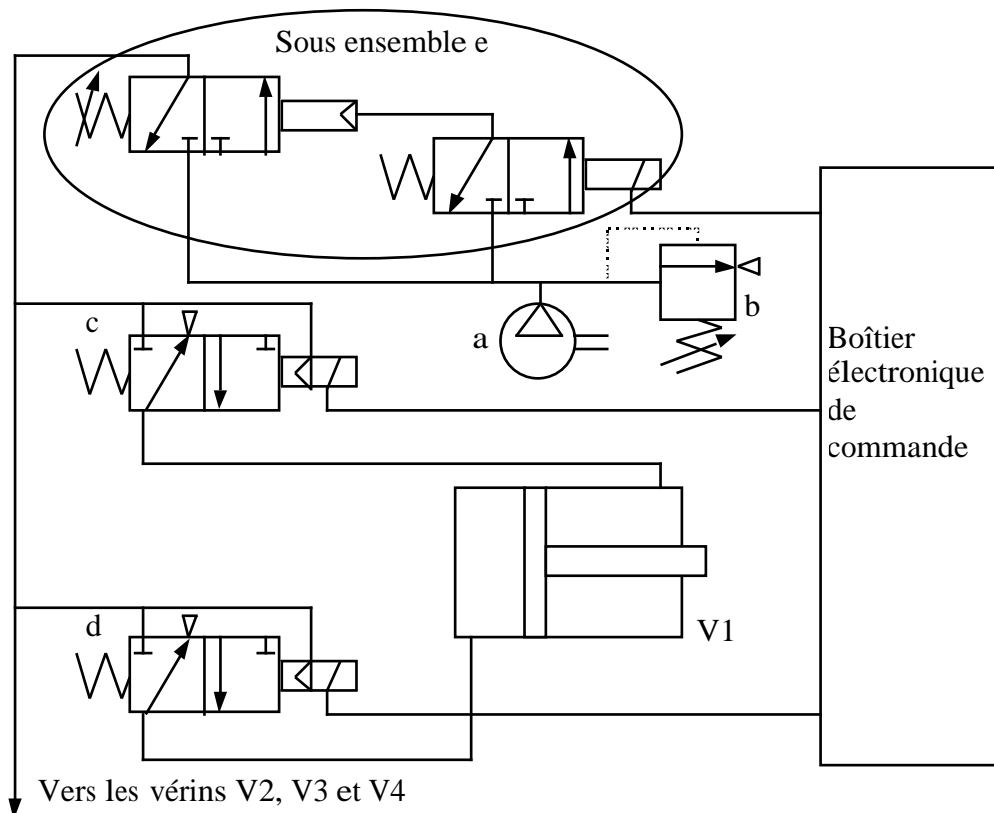 Sous ensemble e
c
a
b
Boîtier
électronique
de
commande
d
V1
Vers les vérins V2, V3 et V4